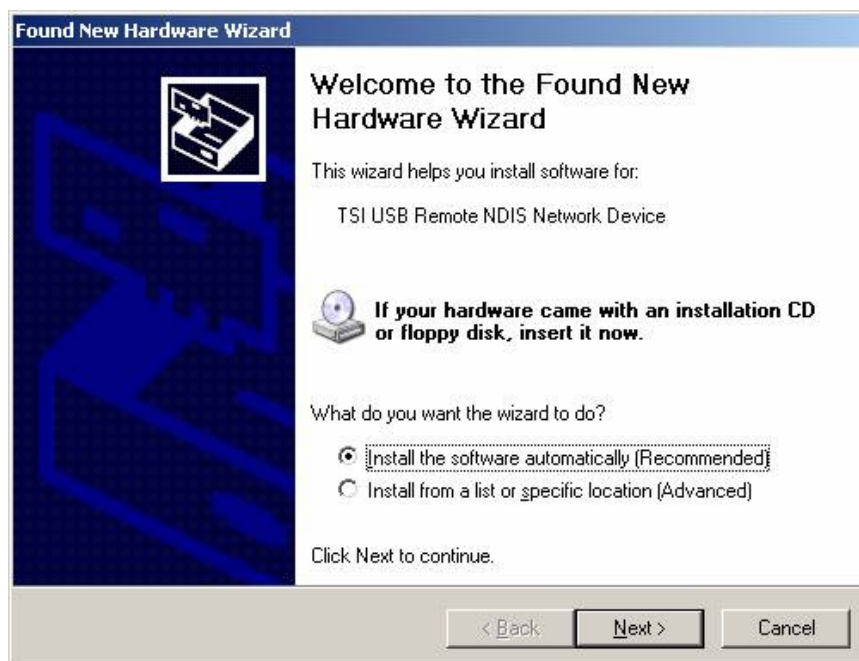 Found New Hardware Wizard
Welcome to the Found New
Hardware Wizard
This wizard helps you install software for:
TSI USB Remote NDIS Network Device
If your hardware came with an installation CD
or floppy disk, insert it now.
What do you want the wizard to do?
Install the software automatically (Recommended)
Install from a list or specific location (Advanced)
Click Next to continue.
< Back Next > Cancel